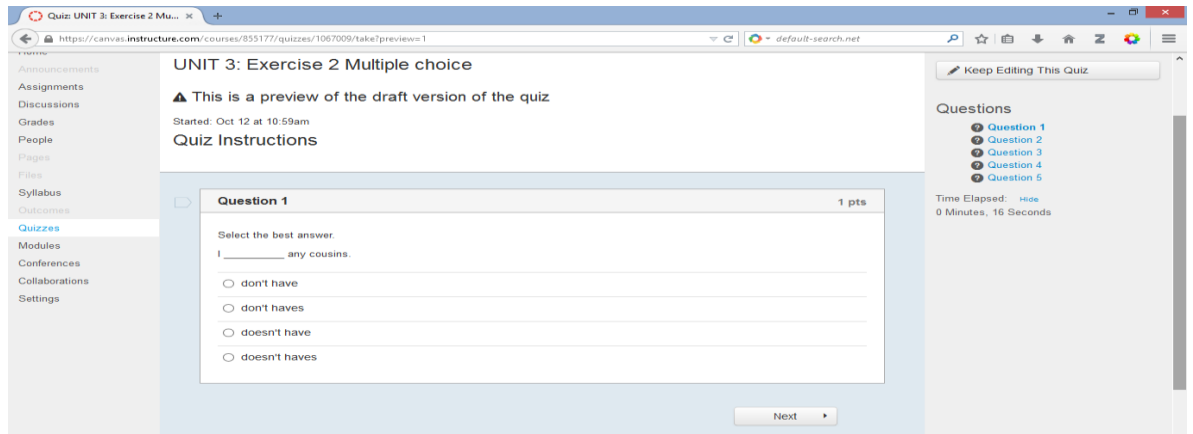 Quiz: UNIT 3: Exercise 2 Mu...
https://canvas.instructure.com/courses/855177/quizzes/1067009/take?preview=1
default-search.net
Home
Announcements
Assignments
Discussions
Grades
People
Pages
Files
Syllabus
Outcomes
Quizzes
Modules
Conferences
Collaborations
Settings
UNIT 3: Exercise 2 Multiple choice
This is a preview of the draft version of the quiz
Started: Oct 12 at 10:59am
Quiz Instructions
Question 1 1 pts
Select the best answer.
I __________ any cousins.
don't have
don't haves
doesn't have
doesn't haves
Next
Keep Editing This Quiz
Questions
Question 1
Question 2
Question 3
Question 4
Question 5
Time Elapsed: Hide
0 Minutes, 16 Seconds